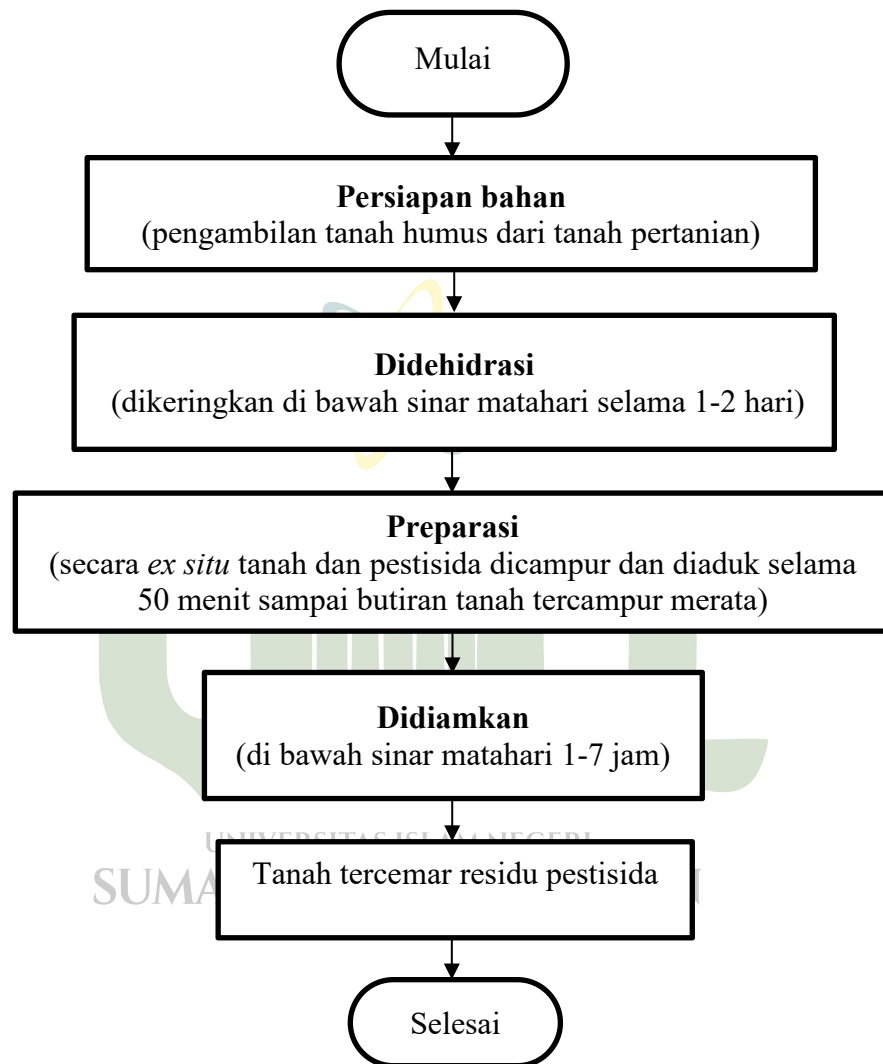 Mulai
Persiapan bahan
(pengambilan tanah humus dari tanah pertanian)
Didehidrasi
(dikeringkan di bawah sinar matahari selama 1-2 hari)
Preparasi
(secara ex situ tanah dan pestisida dicampur dan diaduk selama
50 menit sampai butiran tanah tercampur merata)
Didiamkan
(di bawah sinar matahari 1-7 jam)
UNIVERSITAS ISLAM NEGERI
Tanah tercemar residu pestisida
SUMA
Selesai